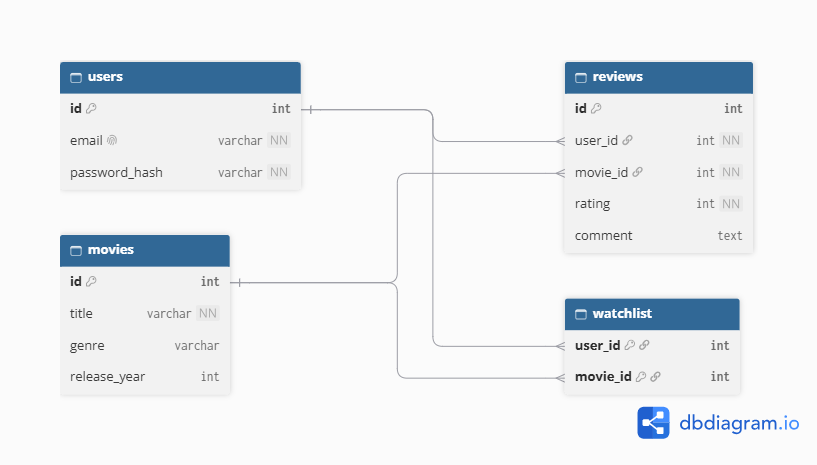 users
id int
email varchar NN
password_hash varchar NN
movies
id int
title varchar NN
genre varchar
release_year int
reviews
id int
user_id int NN
movie_id int NN
rating int NN
comment text
watchlist
user_id int
movie_id int
dbdiagram.io